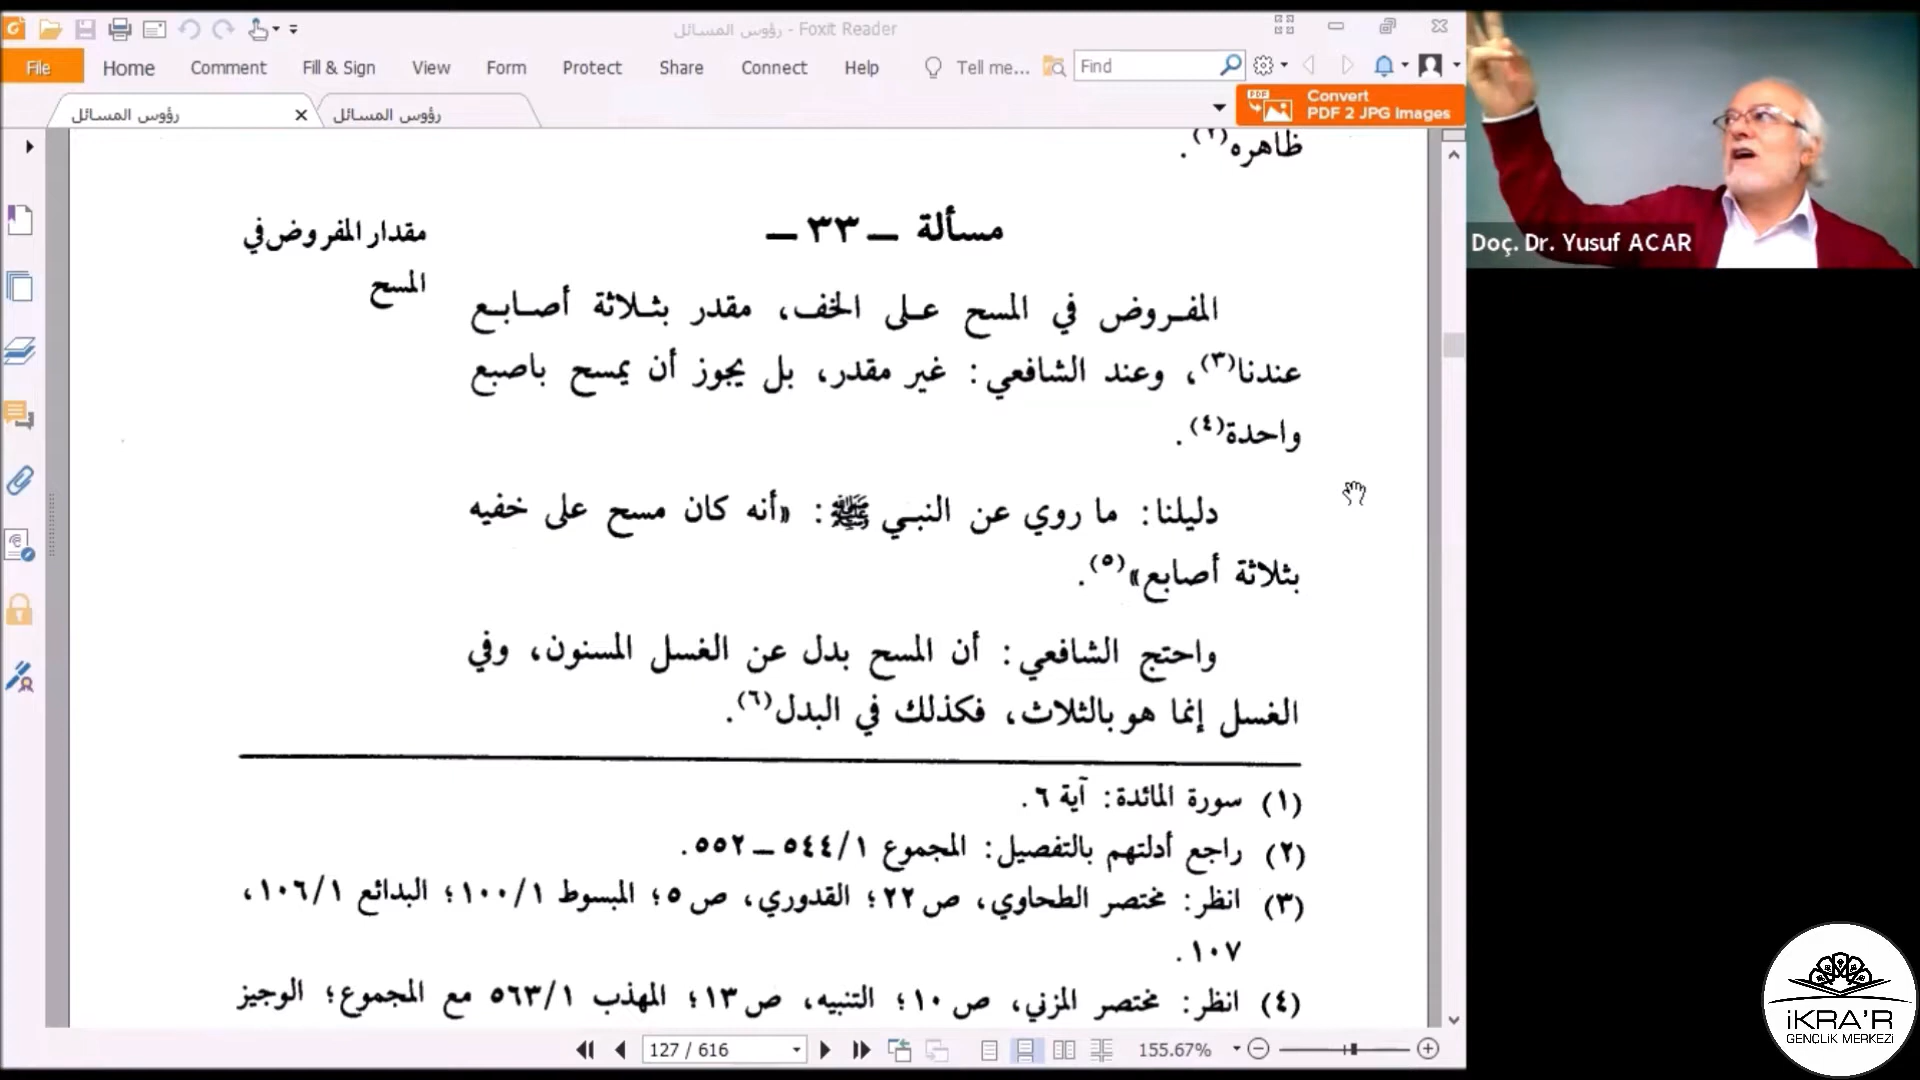 رؤوس المسائل - Foxit Reader
File Home Comment Fill & Sign View Form Protect Share Connect Help Tell me... Find
رؤوس المسائل
رؤوس المسائل
Convert
PDF 2 JPG Images
Doç. Dr. Yusuf ACAR
ظاهره(٢).
مسألة ــ ٣٣ ــ
مقدار المفروض في
المسح
المفروض في المسح على الخف، مقدر بثلاثة أصابع
عندنا(٣)، وعند الشافعي: غير مقدر، بل يجوز أن يمسح باصبع
واحدة(٤).
دليلنا: ما روي عن النبي ﷺ: «أنه كان مسح على خفيه
بثلاثة أصابع»(٥).
واحتج الشافعي: أن المسح بدل عن الغسل المسنون، وفي
الغسل إنما هو بالثلاث، فكذلك في البدل(٦).
(١) سورة المائدة: آية ٦.
(٢) راجع أدلتهم بالتفصيل: المجموع ٥٤٤/١ ــ ٥٥٢.
(٣) انظر: مختصر الطحاوي، ص ٢٢؛ القدوري، ص ٥؛ المبسوط ١٠٠/١؛ البدائع ١٠٦/١،
١٠٧.
(٤) انظر: مختصر المزني، ص ١٠؛ التنبيه، ص ١٣؛ المهذب ٥٦٣/١ مع المجموع؛ الوجيز
127 / 616
155.67%
iKRA'R
GENÇLİK MERKEZİ